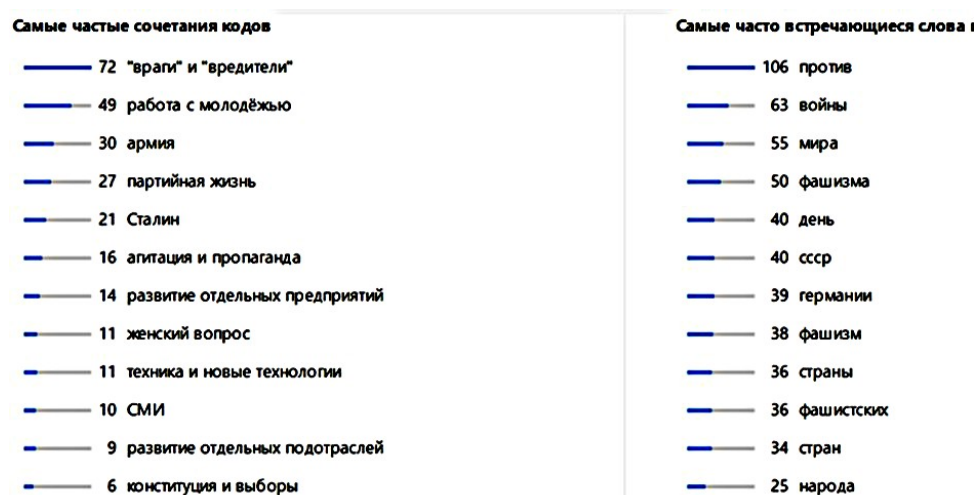 Самые частые сочетания кодов
72 "враги" и "вредители"
49 работа с молодёжью
30 армия
27 партийная жизнь
21 Сталин
16 агитация и пропаганда
14 развитие отдельных предприятий
11 женский вопрос
11 техника и новые технологии
10 СМИ
9 развитие отдельных подотраслей
6 конституция и выборы
Самые часто встречающиеся слова
106 против
63 войны
55 мира
50 фашизма
40 день
40 ссср
39 германии
38 фашизм
36 страны
36 фашистских
34 стран
25 народа